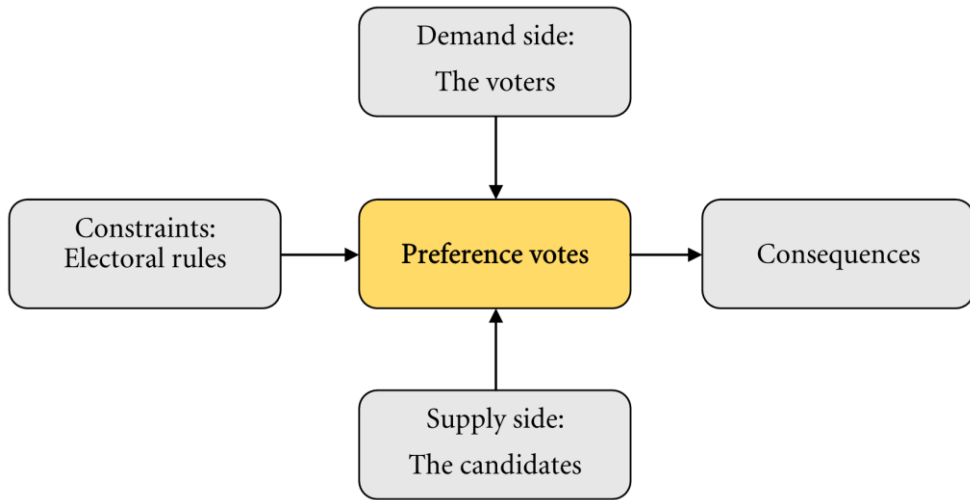 Demand side:
The voters
Constraints:
Electoral rules
Preference votes
Consequences
Supply side:
The candidates